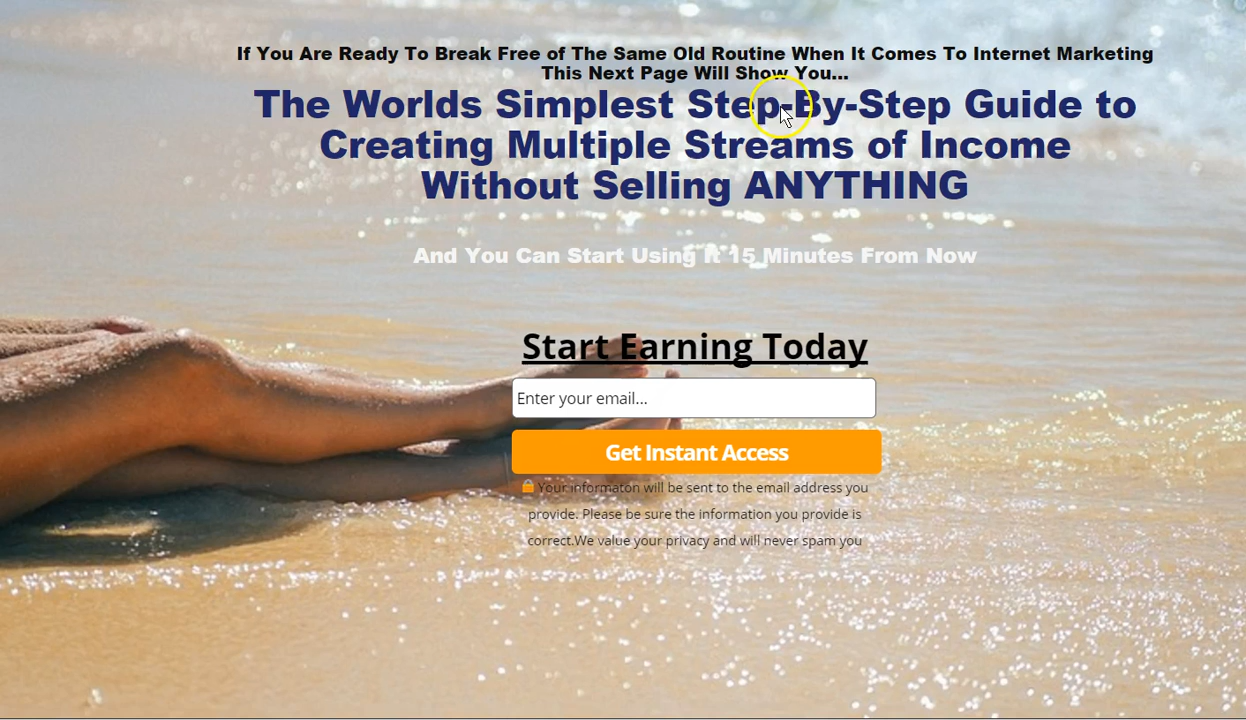 If You Are Ready To Break Free of The Same Old Routine When It Comes To Internet Marketing
This Next Page Will Show You...
The Worlds Simplest Step-By-Step Guide to
Creating Multiple Streams of Income
Without Selling ANYTHING
And You Can Start Using It 15 Minutes From Now
Start Earning Today
Enter your email...
Get Instant Access
Your informaton will be sent to the email address you
provide. Please be sure the information you provide is
correct.We value your privacy and will never spam you